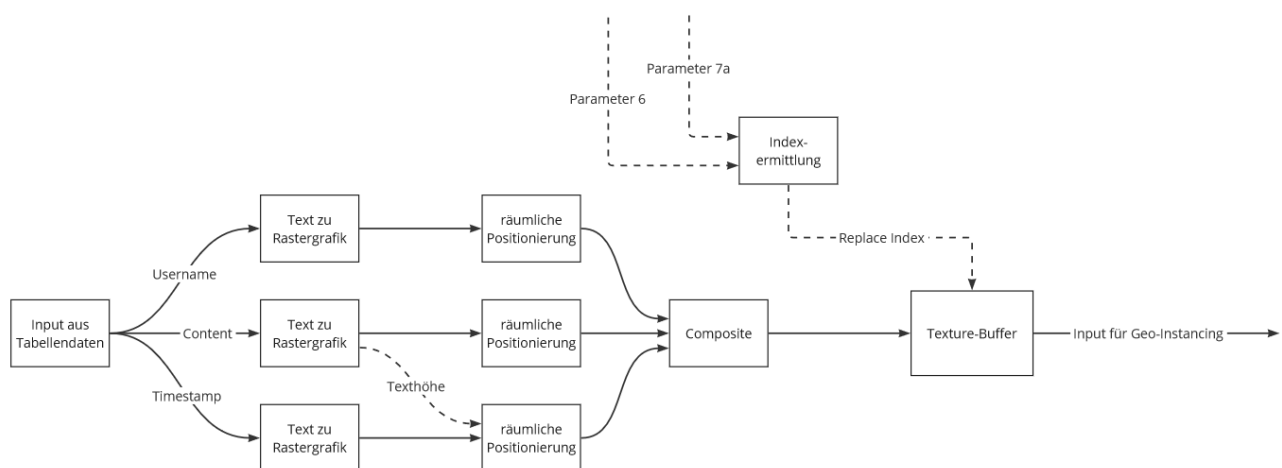 Parameter 7a
Parameter 6
Index-
ermittlung
Text zu
Rastergrafik
räumliche
Positionierung
Replace Index
Username
Input aus
Tabellendaten
Content
Text zu
Rastergrafik
räumliche
Positionierung
Composite
Texture-Buffer
Input für Geo-Instancing
Texthöhe
Timestamp
Text zu
Rastergrafik
räumliche
Positionierung